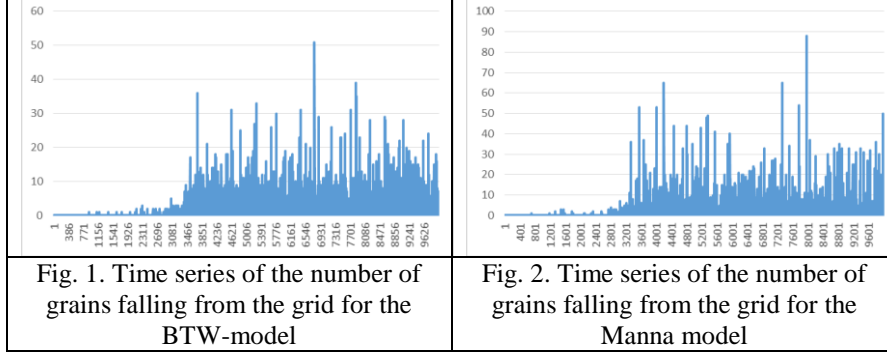 60
50
40
30
20
10
0
1 386 771 1156 1541 1926 2311 2696 3081 3466 3851 4236 4621 5006 5391 5776 6161 6546 6931 7316 7701 8086 8471 8856 9241 9626
100
90
80
70
60
50
40
30
20
10
0
1 401 801 1201 1601 2001 2401 2801 3201 3601 4001 4401 4801 5201 5601 6001 6401 6801 7201 7601 8001 8401 8801 9201 9601
Fig. 1. Time series of the number of
grains falling from the grid for the
BTW-model
Fig. 2. Time series of the number of
grains falling from the grid for the
Manna model